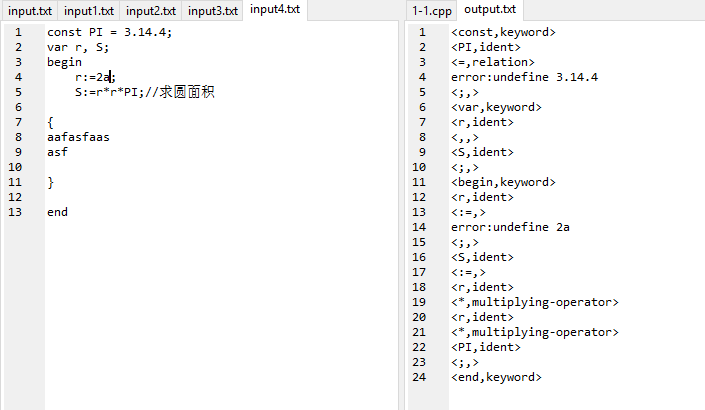 input.txt input1.txt input2.txt input3.txt input4.txt
1 const PI = 3.14.4;
2 var r, S;
3 begin
4 r:=2a;
5 S:=r*r*PI;//求圆面积
6
7 {
8 aafasfaas
9 asf
10
11 }
12
13 end
1-1.cpp output.txt
1 <const,keyword>
2 <PI,ident>
3 <=,relation>
4 error:undefine 3.14.4
5 <;,>
6 <var,keyword>
7 <r,ident>
8 <,,>
9 <S,ident>
10 <;,>
11 <begin,keyword>
12 <r,ident>
13 <:=,>
14 error:undefine 2a
15 <;,>
16 <S,ident>
17 <:=,>
18 <r,ident>
19 <*,multiplying-operator>
20 <r,ident>
21 <*,multiplying-operator>
22 <PI,ident>
23 <;,>
24 <end,keyword>